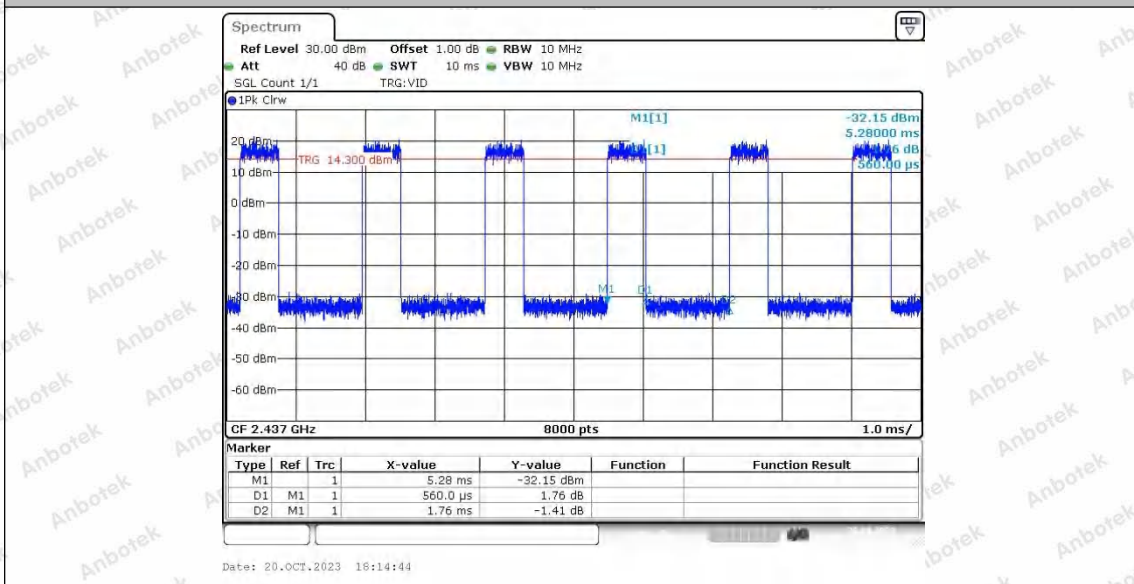 Spectrum
Ref Level 30.00 dBm Offset 1.00 dB RBW 10 MHz
Att 40 dB SWT 10 ms VBW 10 MHz
SGL Count 1/1 TRG:VID
1Pk Clrw
M1[1] -32.15 dBm
5.28000 ms
20 dBm
[1] 6 dB
TRG 14.300 dBm
560.00 µs
10 dBm
0 dBm
-10 dBm
-20 dBm
M1 D1
-30 dBm
-40 dBm
-50 dBm
-60 dBm
CF 2.437 GHz 8000 pts 1.0 ms/
Marker
Type Ref Trc X-value Y-value Function Function Result
M1 1 5.28 ms -32.15 dBm
D1 M1 1 560.0 µs 1.76 dB
D2 M1 1 1.76 ms -1.41 dB
Date: 20.OCT.2023 18:14:44
Anbotek